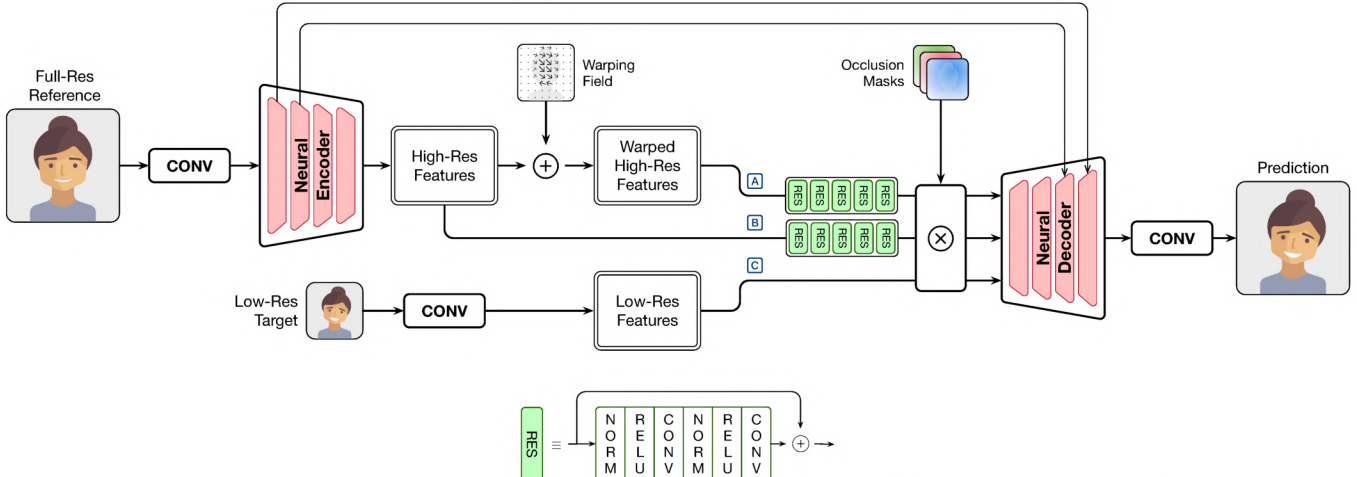 Full-Res
Reference
CONV
Neural
Encoder
High-Res
Features
Warping
Field
Warped
High-Res
Features
A
RES RES RES RES RES
B
RES RES RES RES RES
C
Occlusion
Masks
Neural
Decoder
CONV
Prediction
Low-Res
Target
CONV
Low-Res
Features
RES
≡
NORM
RELU
CONV
NORM
RELU
CONV